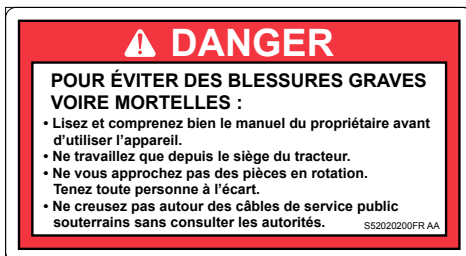 DANGER
POUR ÉVITER DES BLESSURES GRAVES
VOIRE MORTELLES :
• Lisez et comprenez bien le manuel du propriétaire avant
d'utiliser l'appareil.
• Ne travaillez que depuis le siège du tracteur.
• Ne vous approchez pas des pièces en rotation.
Tenez toute personne à l'écart.
• Ne creusez pas autour des câbles de service public
souterrains sans consulter les autorités.
S52020200FR AA